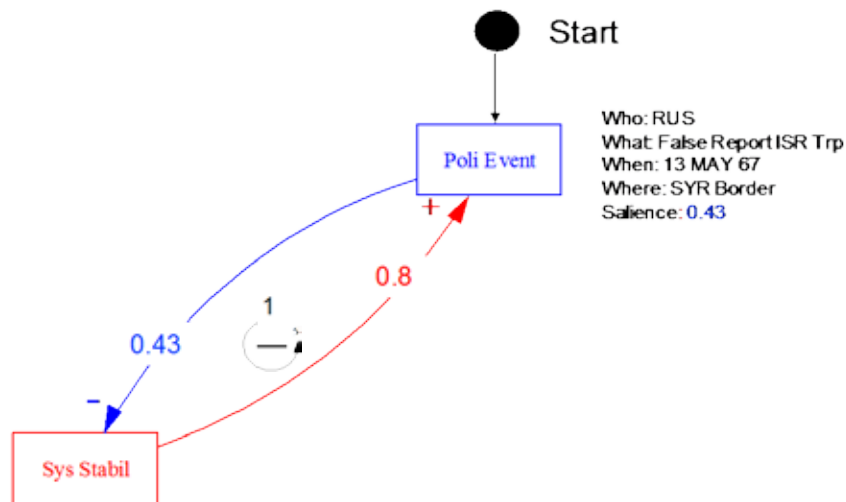 Start
Poli Event
Who: RUS
What: False Report ISR Trp
When: 13 MAY 67
Where: SYR Border
Salience: 0.43
+
0.8
1
0.43
-
Sys Stabil